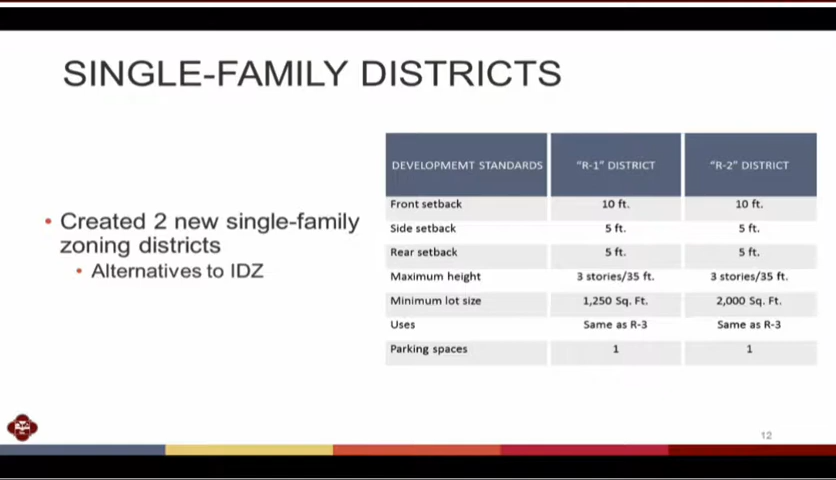 SINGLE-FAMILY DISTRICTS
• Created 2 new single-family
zoning districts
• Alternatives to IDZ
DEVELOPMEMT STANDARDS "R-1" DISTRICT "R-2" DISTRICT
Front setback 10 ft. 10 ft.
Side setback 5 ft. 5 ft.
Rear setback 5 ft. 5 ft.
Maximum height 3 stories/35 ft. 3 stories/35 ft.
Minimum lot size 1,250 Sq. Ft. 2,000 Sq. Ft.
Uses Same as R-3 Same as R-3
Parking spaces 1 1
12